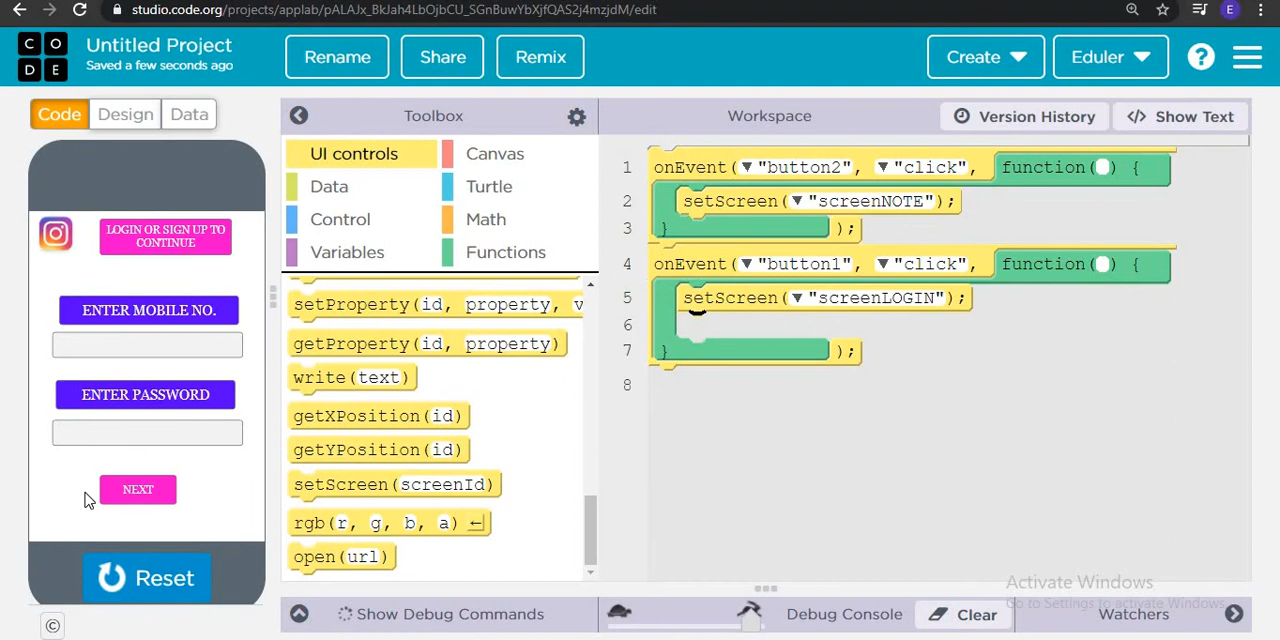 studio.code.org/projects/applab/pALAJx_BkJah4LbOjbCU_SGnBuwYbXjfQAS2j4mzjdM/edit
E
C O D E
Untitled Project
Saved a few seconds ago
Rename
Share
Remix
Create
Eduler
?
Code
Design
Data
Toolbox
Workspace
Version History
</> Show Text
LOGIN OR SIGN UP TO
CONTINUE
ENTER MOBILE NO.
ENTER PASSWORD
NEXT
Reset
©
UI controls
Canvas
Data
Turtle
Control
Math
Variables
Functions
setProperty(id, property, v
getProperty(id, property)
write(text)
getXPosition(id)
getYPosition(id)
setScreen(screenId)
rgb(r, g, b, a)
open(url)
1 onEvent( ▼ "button2", ▼ "click", function( ) {
2 setScreen( ▼ "screenNOTE");
3 } );
4 onEvent( ▼ "button1", ▼ "click", function( ) {
5 setScreen( ▼ "screenLOGIN");
6
7 } );
8
Activate Windows
Go to Settings to activate Windows.
Show Debug Commands
Debug Console
Clear
Watchers